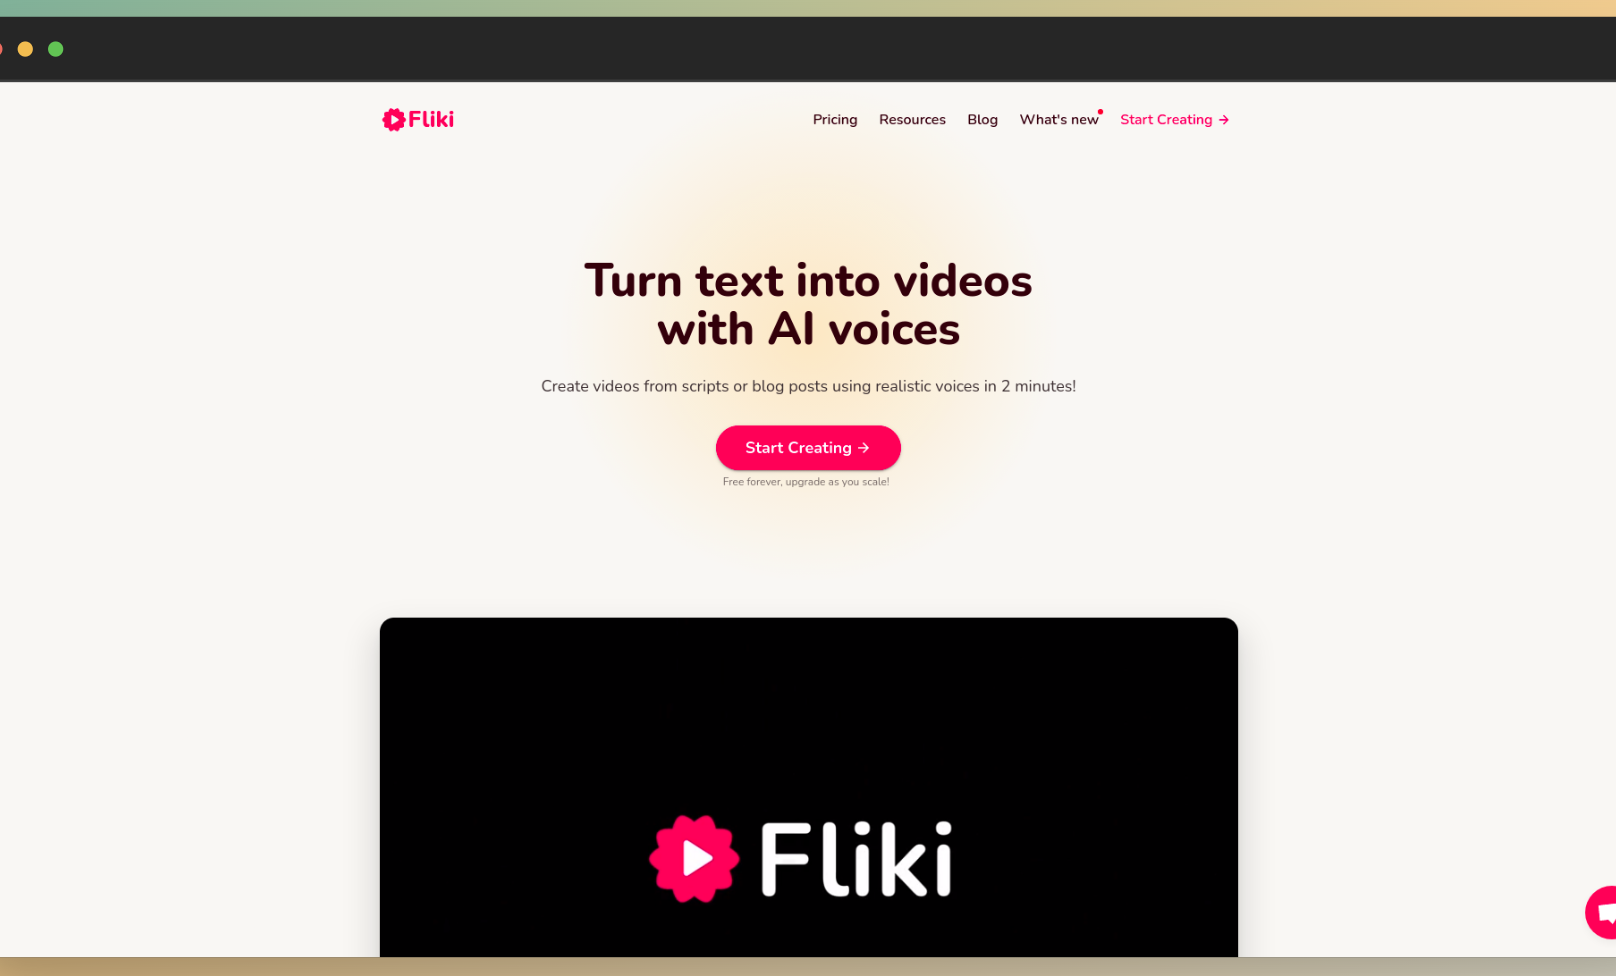 Fliki
Pricing
Resources
Blog
What's new
Start Creating →
Turn text into videos
with AI voices
Create videos from scripts or blog posts using realistic voices in 2 minutes!
Start Creating →
Free forever, upgrade as you scale!
Fliki